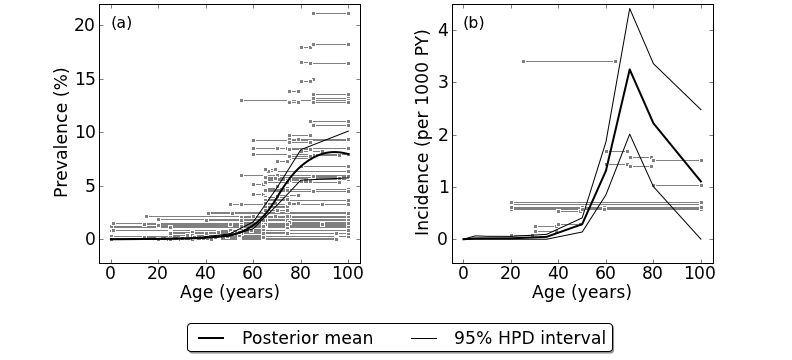 (a)
Prevalence (%)
20
15
10
5
0
0 20 40 60 80 100
Age (years)
(b)
Incidence (per 1000 PY)
4
3
2
1
0
0 20 40 60 80 100
Age (years)
Posterior mean 95% HPD interval